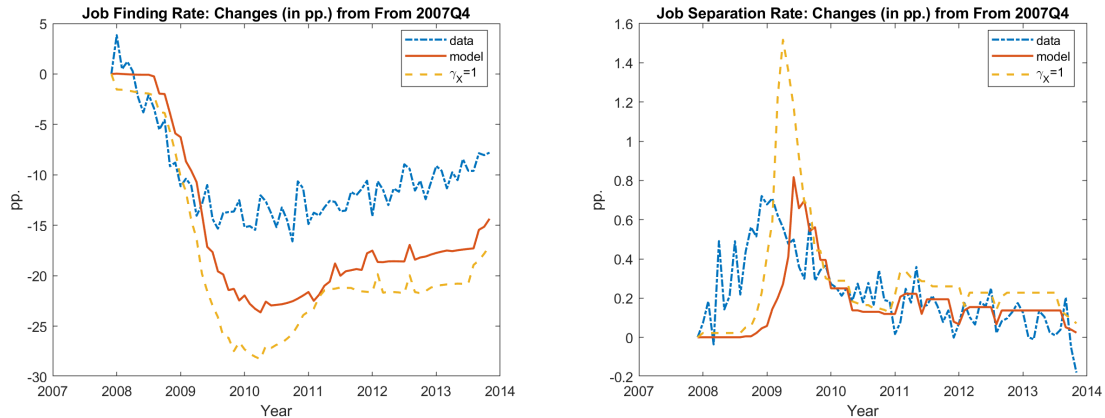 Job Finding Rate: Changes (in pp.) from From 2007Q4
5
0
-5
-10
-15
-20
-25
-30
pp.
2007 2008 2009 2010 2011 2012 2013 2014
Year
data
model
γ_X=1
Job Separation Rate: Changes (in pp.) from From 2007Q4
1.6
1.4
1.2
1
0.8
0.6
0.4
0.2
0
-0.2
pp.
2007 2008 2009 2010 2011 2012 2013 2014
Year
data
model
γ_X=1